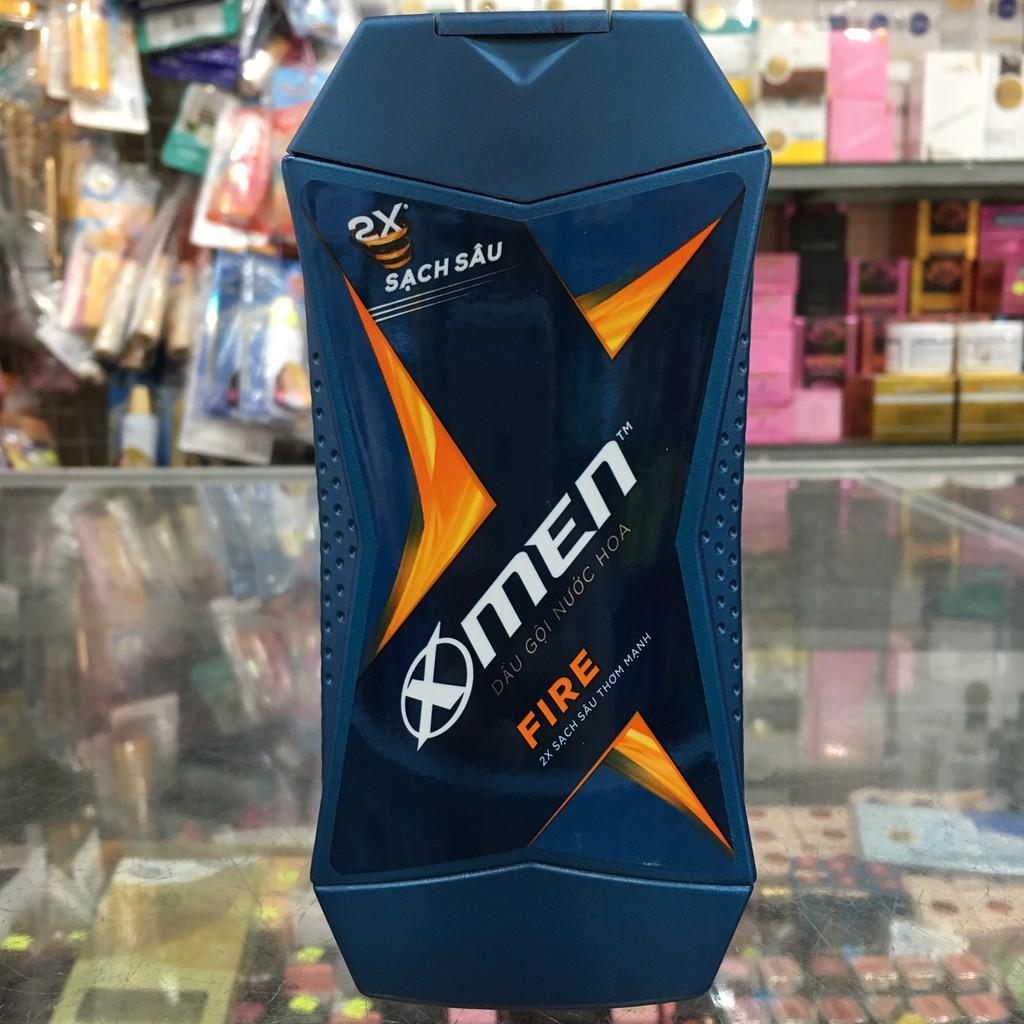 2X
SẠCH SÂU
XMEN™
DẦU GỘI NƯỚC HOA
FIRE
2X SẠCH SÂU THƠM MẠNH